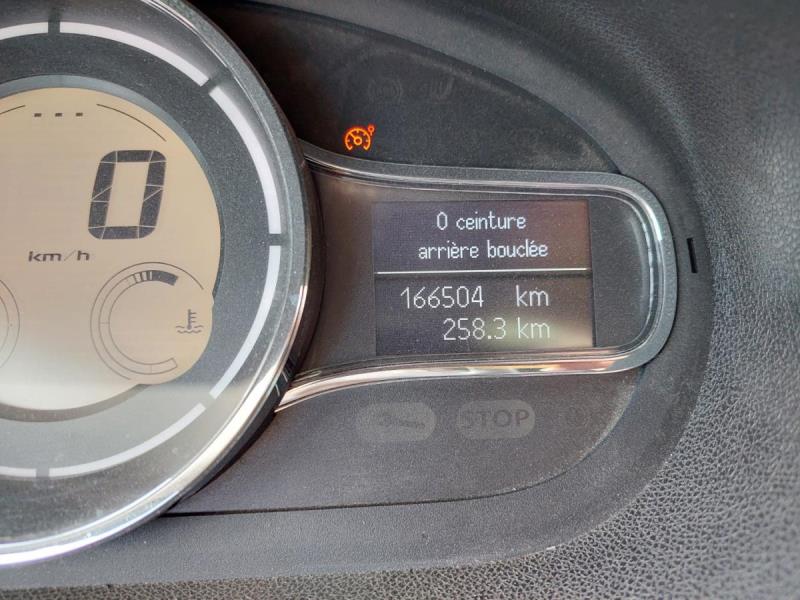 0
km/h
0 ceinture
arrière bouclée
166504 km
258.3 km
STOP